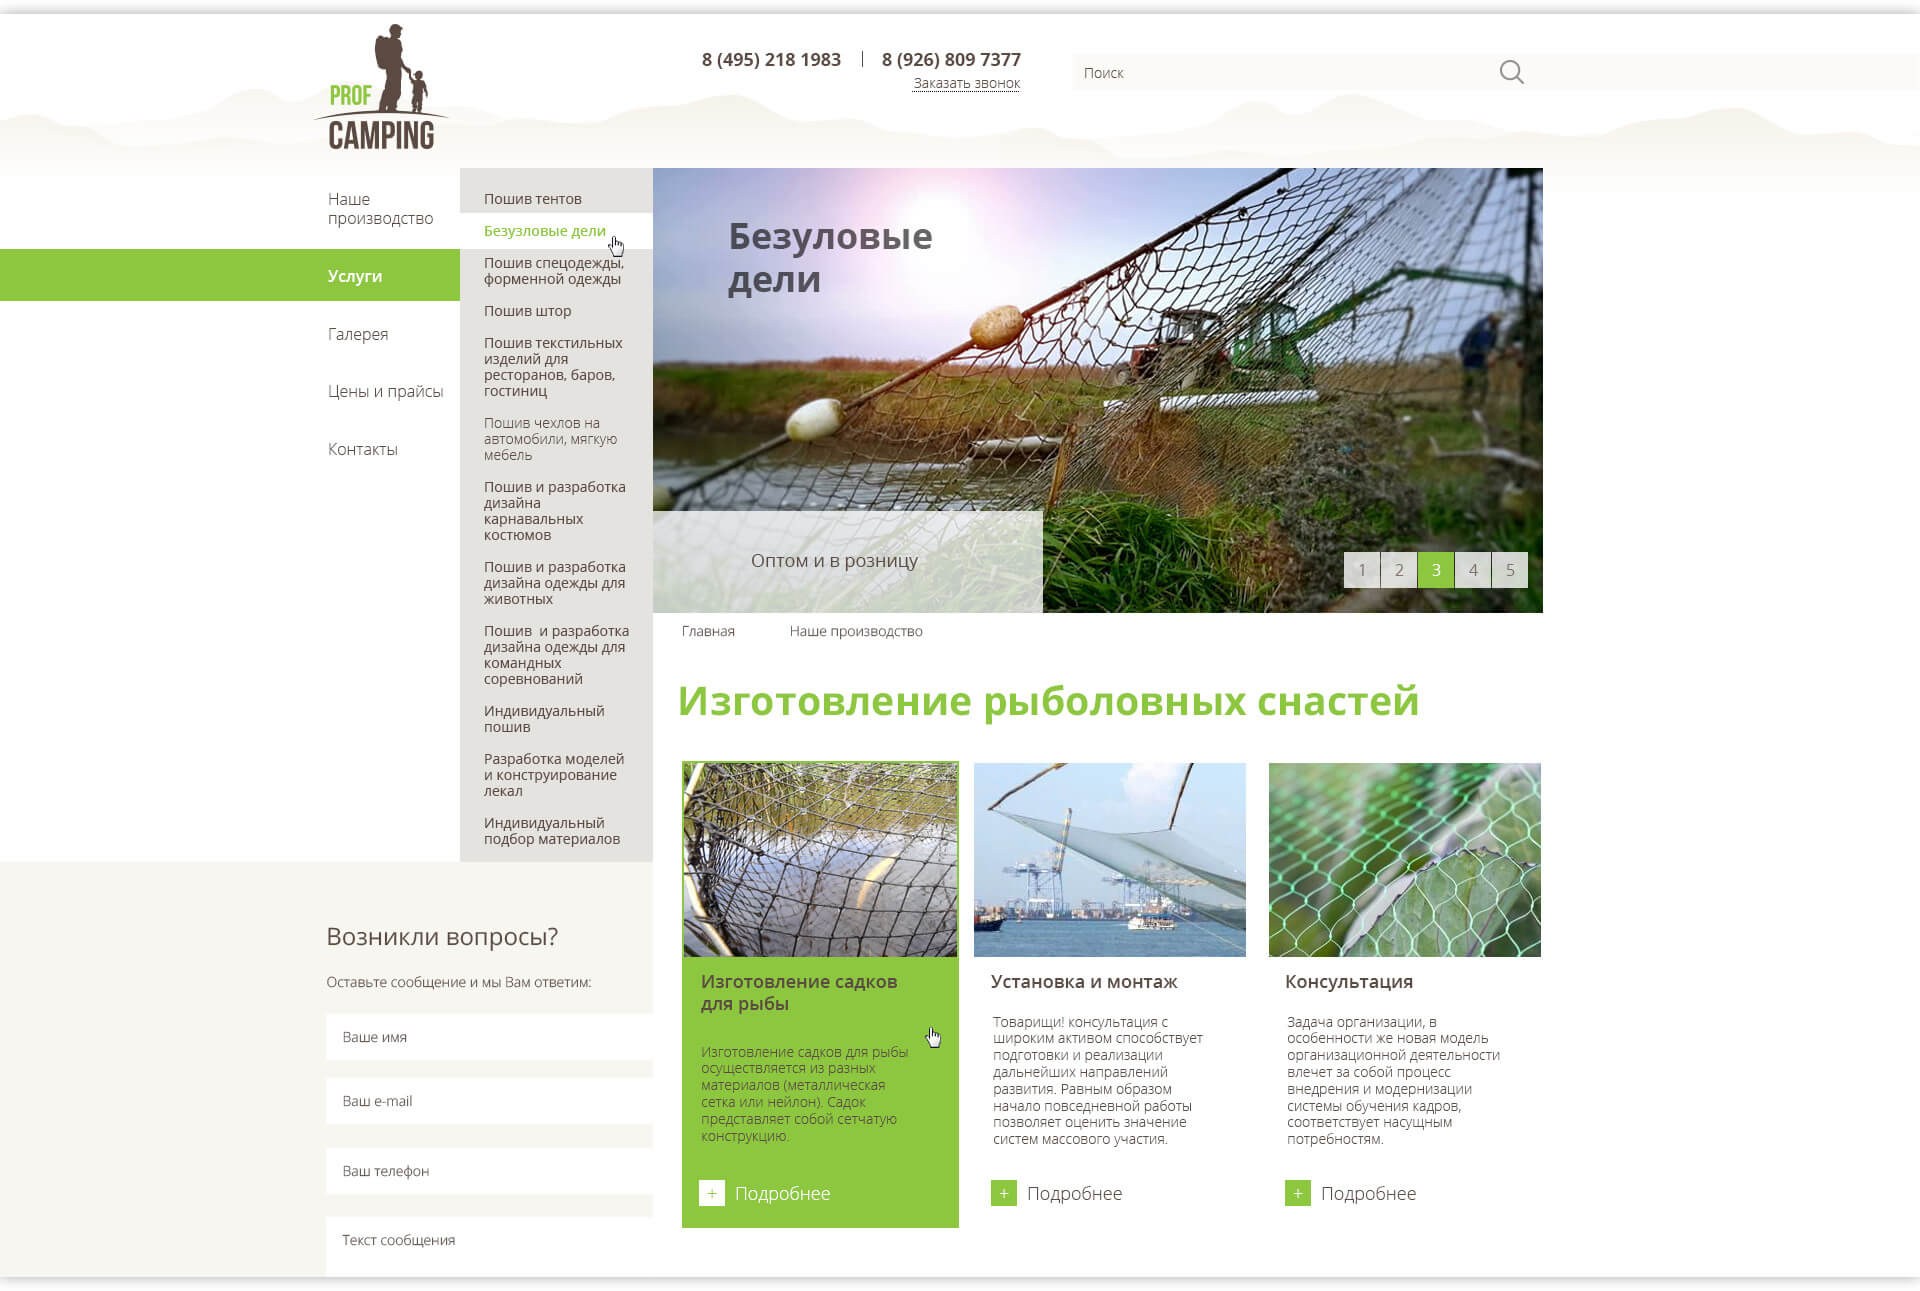 PROF
CAMPING
8 (495) 218 1983
8 (926) 809 7377
Заказать звонок
Поиск
Наше
производство
Услуги
Галерея
Цены и прайсы
Контакты
Пошив тентов
Безузловые дели
Пошив спецодежды,
форменной одежды
Пошив штор
Пошив текстильных
изделий для
ресторанов, баров,
гостиниц
Пошив чехлов на
автомобили, мягкую
мебель
Пошив и разработка
дизайна
карнавальных
костюмов
Пошив и разработка
дизайна одежды для
животных
Пошив  и разработка
дизайна одежды для
командных
соревнований
Индивидуальный
пошив
Разработка моделей
и конструирование
лекал
Индивидуальный
подбор материалов
Безуловые
дели
Оптом и в розницу
1 2 3 4 5
Главная
Наше производство
Изготовление рыболовных снастей
Изготовление садков
для рыбы
Изготовление садков для рыбы
осуществляется из разных
материалов (металлическая
сетка или нейлон). Садок
представляет собой сетчатую
конструкцию.
+ Подробнее
Установка и монтаж
Товарищи! консультация с
широким активом способствует
подготовки и реализации
дальнейших направлений
развития. Равным образом
начало повседневной работы
позволяет оценить значение
систем массового участия.
+ Подробнее
Консультация
Задача организации, в
особенности же новая модель
организационной деятельности
влечет за собой процесс
внедрения и модернизации
системы обучения кадров,
соответствует насущным
потребностям.
+ Подробнее
Возникли вопросы?
Оставьте сообщение и мы Вам ответим:
Ваше имя
Ваш e-mail
Ваш телефон
Текст сообщения